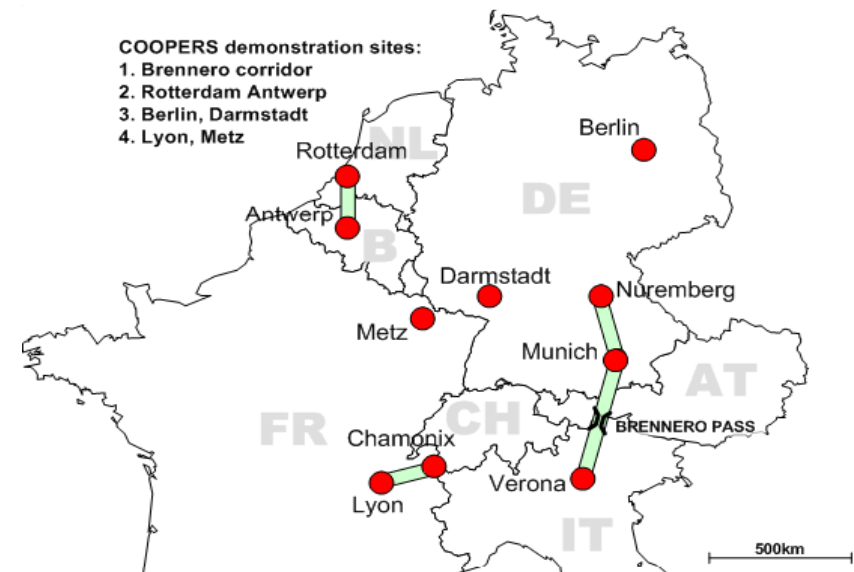 COOPERS demonstration sites:
1. Brennero corridor
2. Rotterdam Antwerp
3. Berlin, Darmstadt
4. Lyon, Metz
NL
Berlin
Rotterdam
DE
Antwerp
B
Darmstadt
Nuremberg
Metz
Munich
AT
CH
FR
BRENNERO PASS
Chamonix
Verona
Lyon
IT
500km